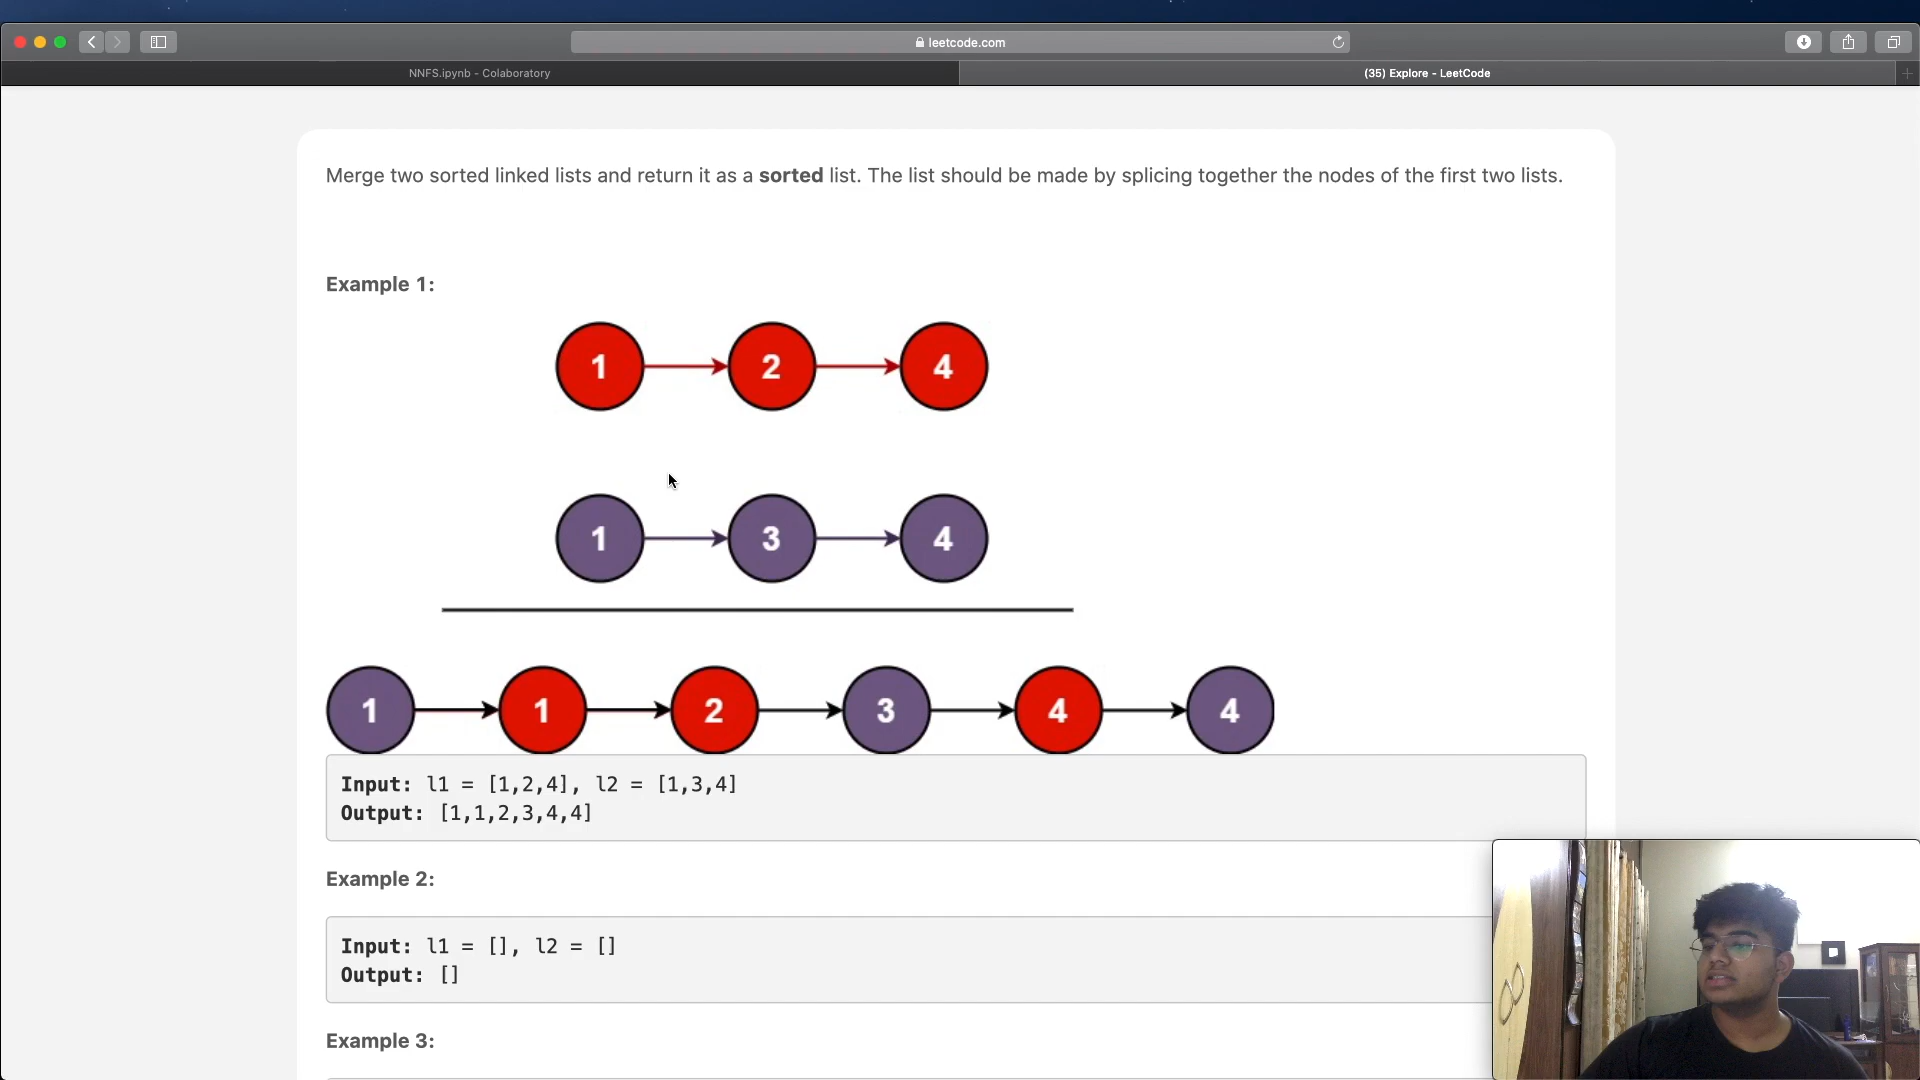 leetcode.com
NNFS.ipynb - Colaboratory
(35) Explore - LeetCode
Merge two sorted linked lists and return it as a sorted list. The list should be made by splicing together the nodes of the first two lists.
Example 1:
1 2 4
1 3 4
1 1 2 3 4 4
Input: l1 = [1,2,4], l2 = [1,3,4]
Output: [1,1,2,3,4,4]
Example 2:
Input: l1 = [], l2 = []
Output: []
Example 3: